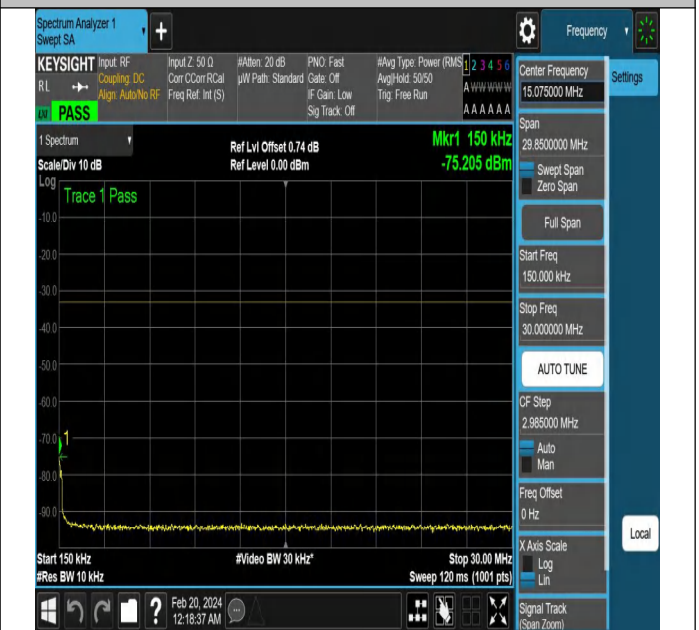 Spectrum Analyzer 1
Swept SA
+
Frequency
KEYSIGHT
RL
PASS
Input: RF
Coupling: DC
Align: Auto/No RF
Input Z: 50 Ω
Corr CCorr RCal
Freq Ref: Int (S)
#Atten: 20 dB
µW Path: Standard
PNO: Fast
Gate: Off
IF Gain: Low
Sig Track: Off
#Avg Type: Power (RMS
Avg|Hold: 50/50
Trig: Free Run
1 2 3 4 5 6
A W W W W W
A A A A A A
1 Spectrum
Scale/Div 10 dB
Ref Lvl Offset 0.74 dB
Ref Level 0.00 dBm
Mkr1 150 kHz
-75.205 dBm
Log
Trace 1 Pass
-10.0
-20.0
-30.0
-40.0
-50.0
-60.0
-70.0
1
-80.0
-90.0
Start 150 kHz
#Res BW 10 kHz
#Video BW 30 kHz*
Stop 30.00 MHz
Sweep 120 ms (1001 pts)
?
Feb 20, 2024
12:18:37 AM
Center Frequency
15.075000 MHz
Settings
Span
29.8500000 MHz
Swept Span
Zero Span
Full Span
Start Freq
150.000 kHz
Stop Freq
30.000000 MHz
AUTO TUNE
CF Step
2.985000 MHz
Auto
Man
Freq Offset
0 Hz
Local
X Axis Scale
Log
Lin
Signal Track
(Span Zoom)